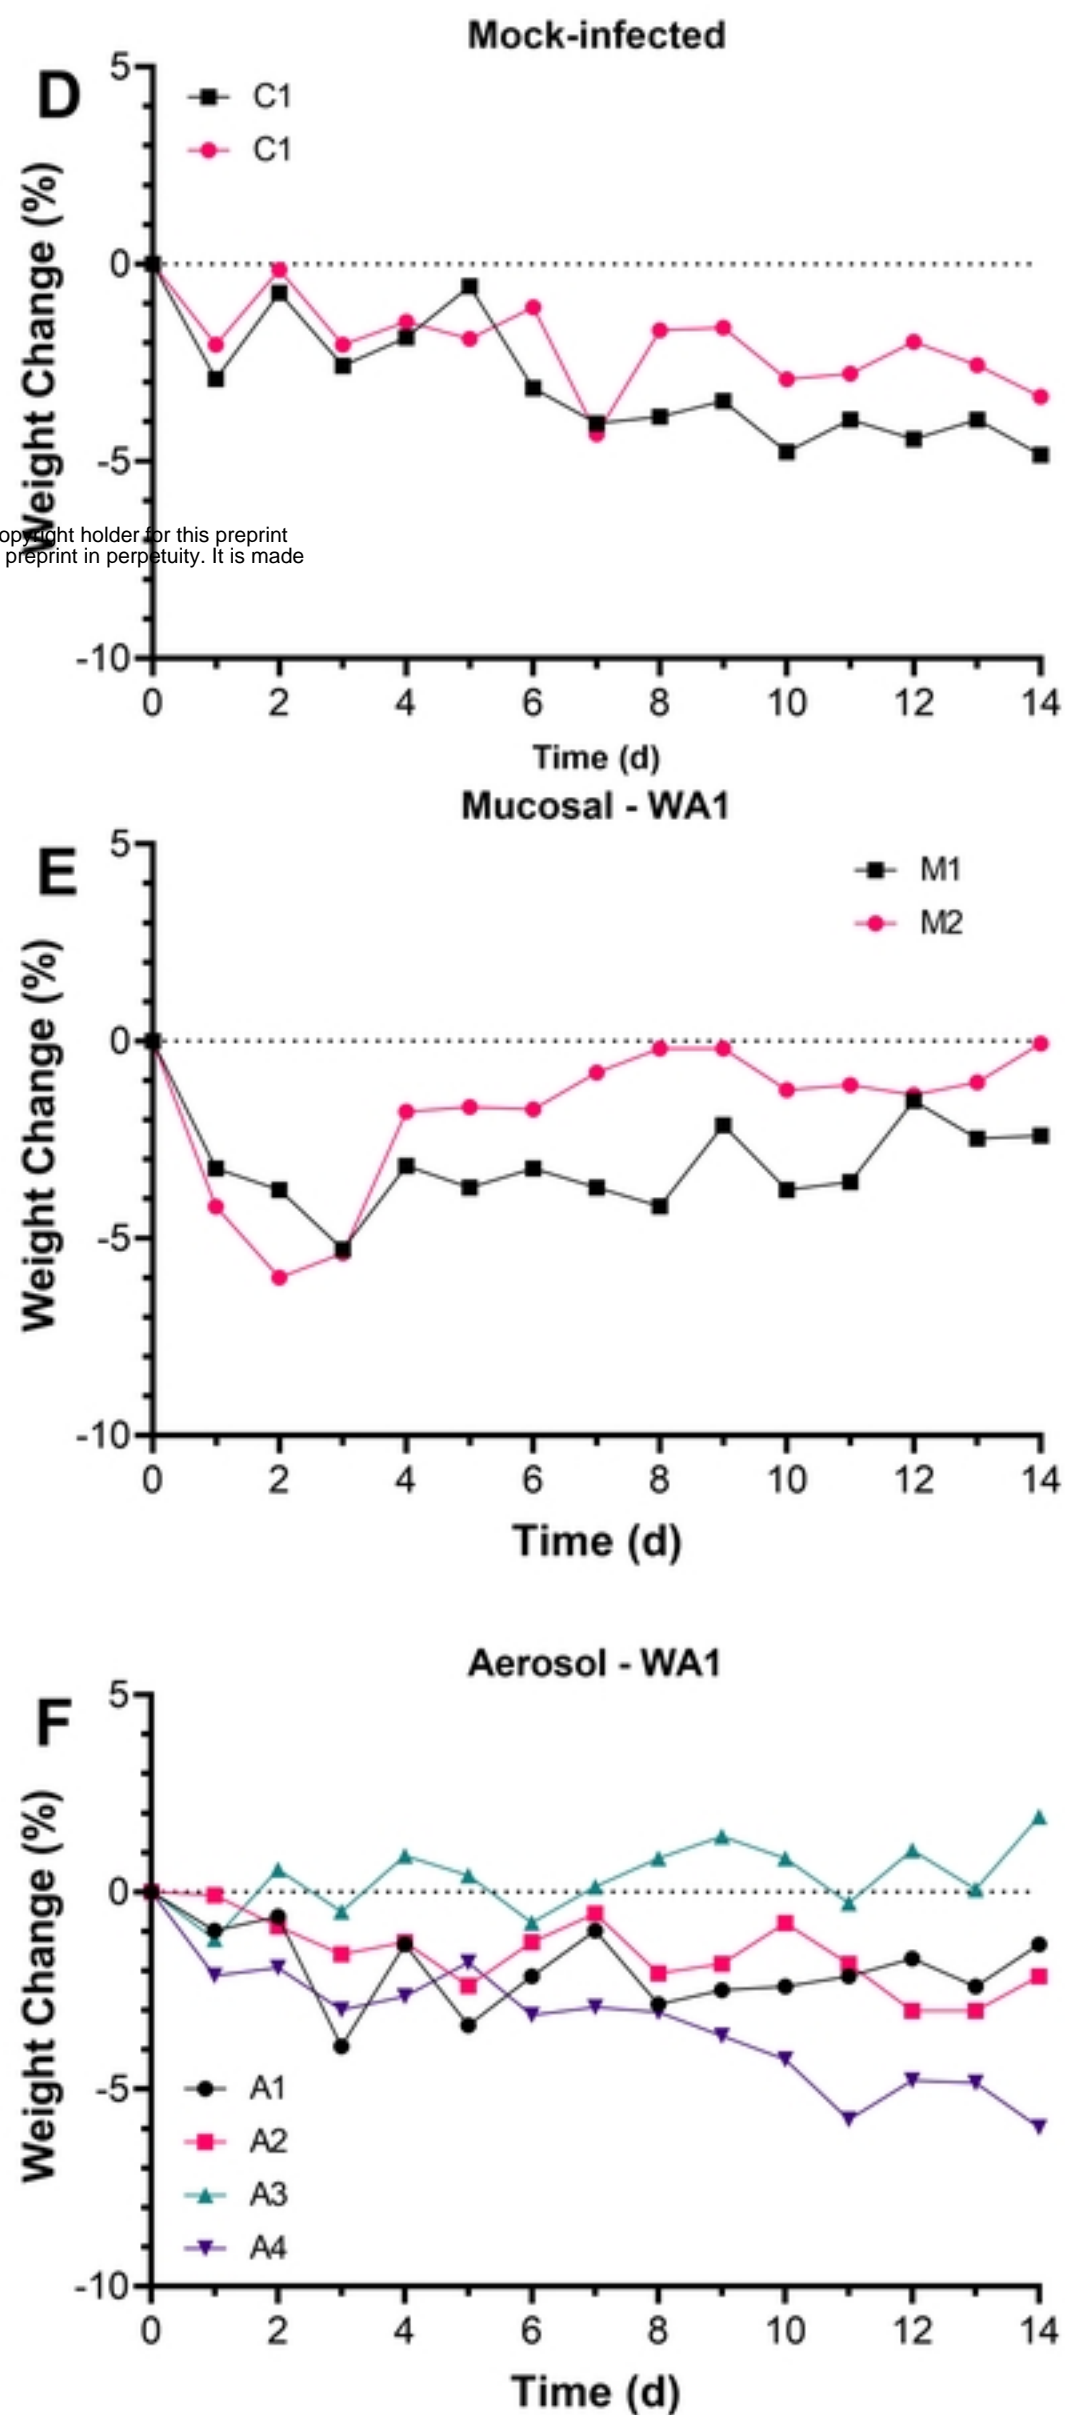 Mock-infected
D
5
C1
C1
0
-5
-10
Weight Change (%)
opyright holder for this preprint
preprint in perpetuity. It is made
0 2 4 6 8 10 12 14
Time (d)
Mucosal - WA1
E
5
M1
M2
0
-5
-10
Weight Change (%)
0 2 4 6 8 10 12 14
Time (d)
Aerosol - WA1
F
5
0
-5
-10
Weight Change (%)
A1
A2
A3
A4
0 2 4 6 8 10 12 14
Time (d)